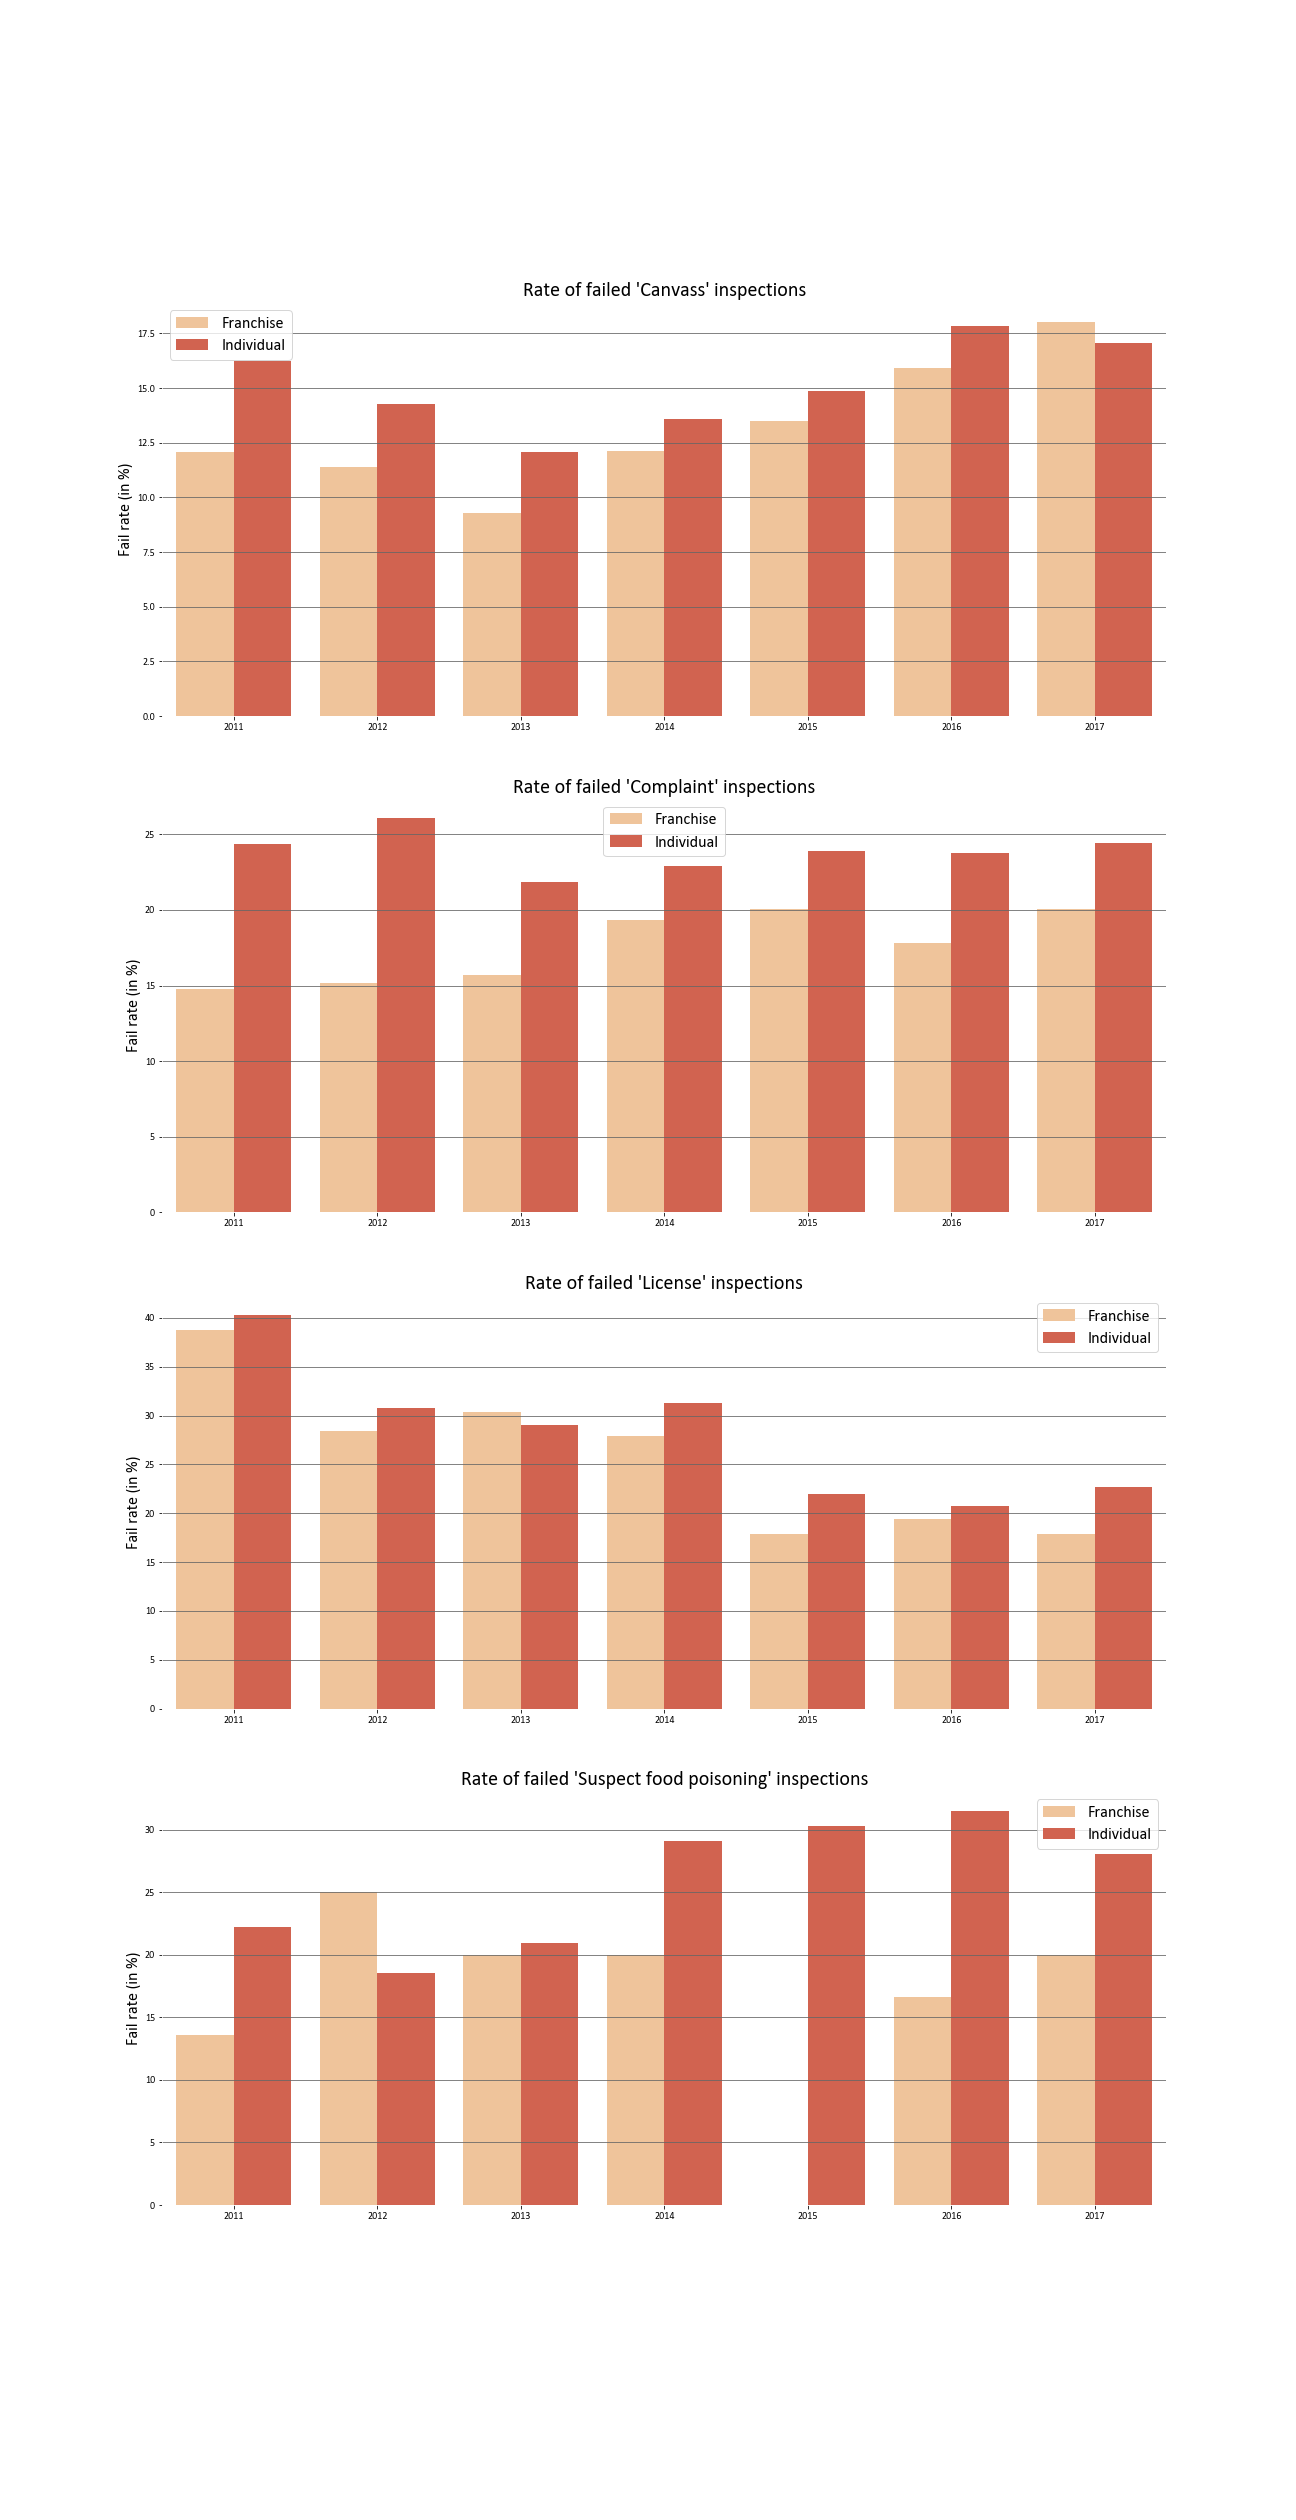 Rate of failed 'Canvass' inspections
Franchise
Individual
Fail rate (in %)
17.5
15.0
12.5
10.0
7.5
5.0
2.5
0.0
2011 2012 2013 2014 2015 2016 2017
Rate of failed 'Complaint' inspections
Franchise
Individual
Fail rate (in %)
25
20
15
10
5
0
2011 2012 2013 2014 2015 2016 2017
Rate of failed 'License' inspections
Franchise
Individual
Fail rate (in %)
40
35
30
25
20
15
10
5
0
2011 2012 2013 2014 2015 2016 2017
Rate of failed 'Suspect food poisoning' inspections
Franchise
Individual
Fail rate (in %)
30
25
20
15
10
5
0
2011 2012 2013 2014 2015 2016 2017